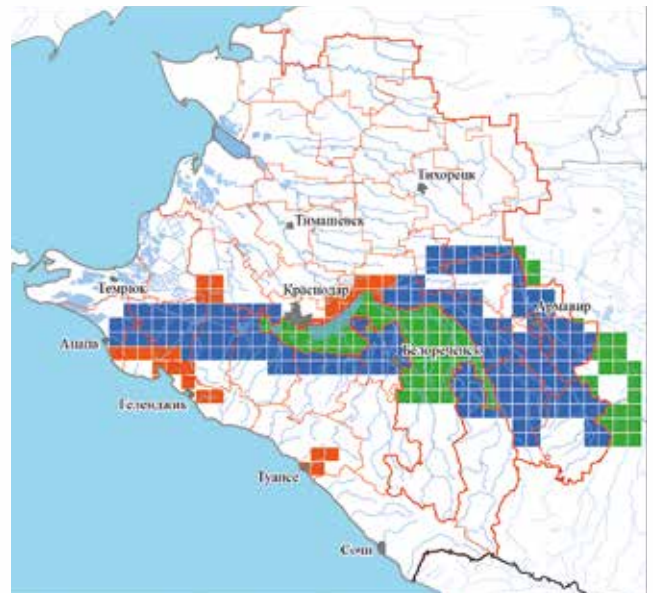 Тихорецк
Тимашевск
Темрюк
Краснодар
Армавир
Анапа
Белореченск
Геленджик
Туапсе
Сочи